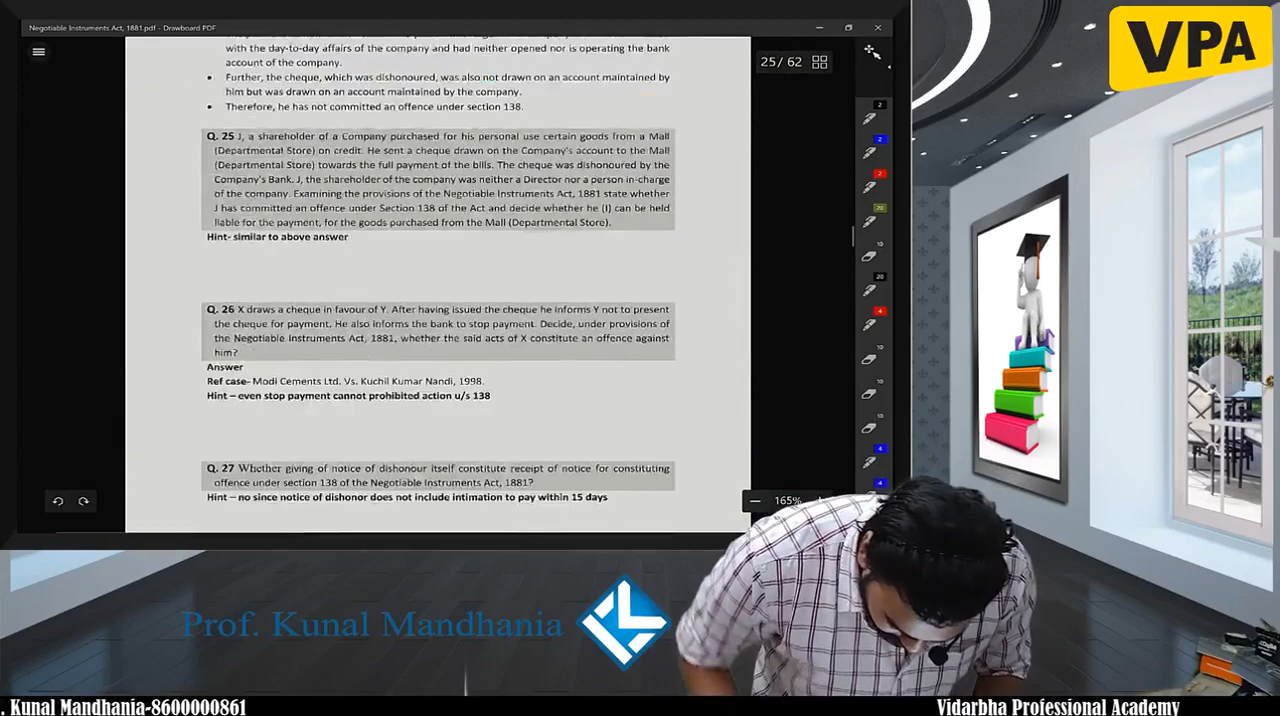 Negotiable Instruments Act, 1881.pdf - Drawboard PDF
VPA
with the day-to-day affairs of the company and had neither opened nor is operating the bank
account of the company.
25 / 62
• Further, the cheque, which was dishonoured, was also not drawn on an account maintained by
him but was drawn on an account maintained by the company.
• Therefore, he has not committed an offence under section 138.
Q. 25 J, a shareholder of a Company purchased for his personal use certain goods from a Mall
(Departmental Store) on credit. He sent a cheque drawn on the Company's account to the Mall
(Departmental Store) towards the full payment of the bills. The cheque was dishonoured by the
Company's Bank. J, the shareholder of the company was neither a Director nor a person in-charge
of the company. Examining the provisions of the Negotiable Instruments Act, 1881 state whether
J has committed an offence under Section 138 of the Act and decide whether he (I) can be held
liable for the payment, for the goods purchased from the Mall (Departmental Store).
Hint- similar to above answer
Q. 26 X draws a cheque in favour of Y. After having issued the cheque he informs Y not to present
the cheque for payment. He also informs the bank to stop payment. Decide, under provisions of
the Negotiable Instruments Act, 1881, whether the said acts of X constitute an offence against
him?
Answer
Ref case- Modi Cements Ltd. Vs. Kuchil Kumar Nandi, 1998.
Hint – even stop payment cannot prohibited action u/s 138
Q. 27 Whether giving of notice of dishonour itself constitute receipt of notice for constituting
offence under section 138 of the Negotiable Instruments Act, 1881?
Hint – no since notice of dishonor does not include intimation to pay within 15 days
165%
2
2
2
20
10
20
4
10
10
10
4
4
Prof. Kunal Mandhania
. Kunal Mandhania-8600000861
Vidarbha Professional Academy